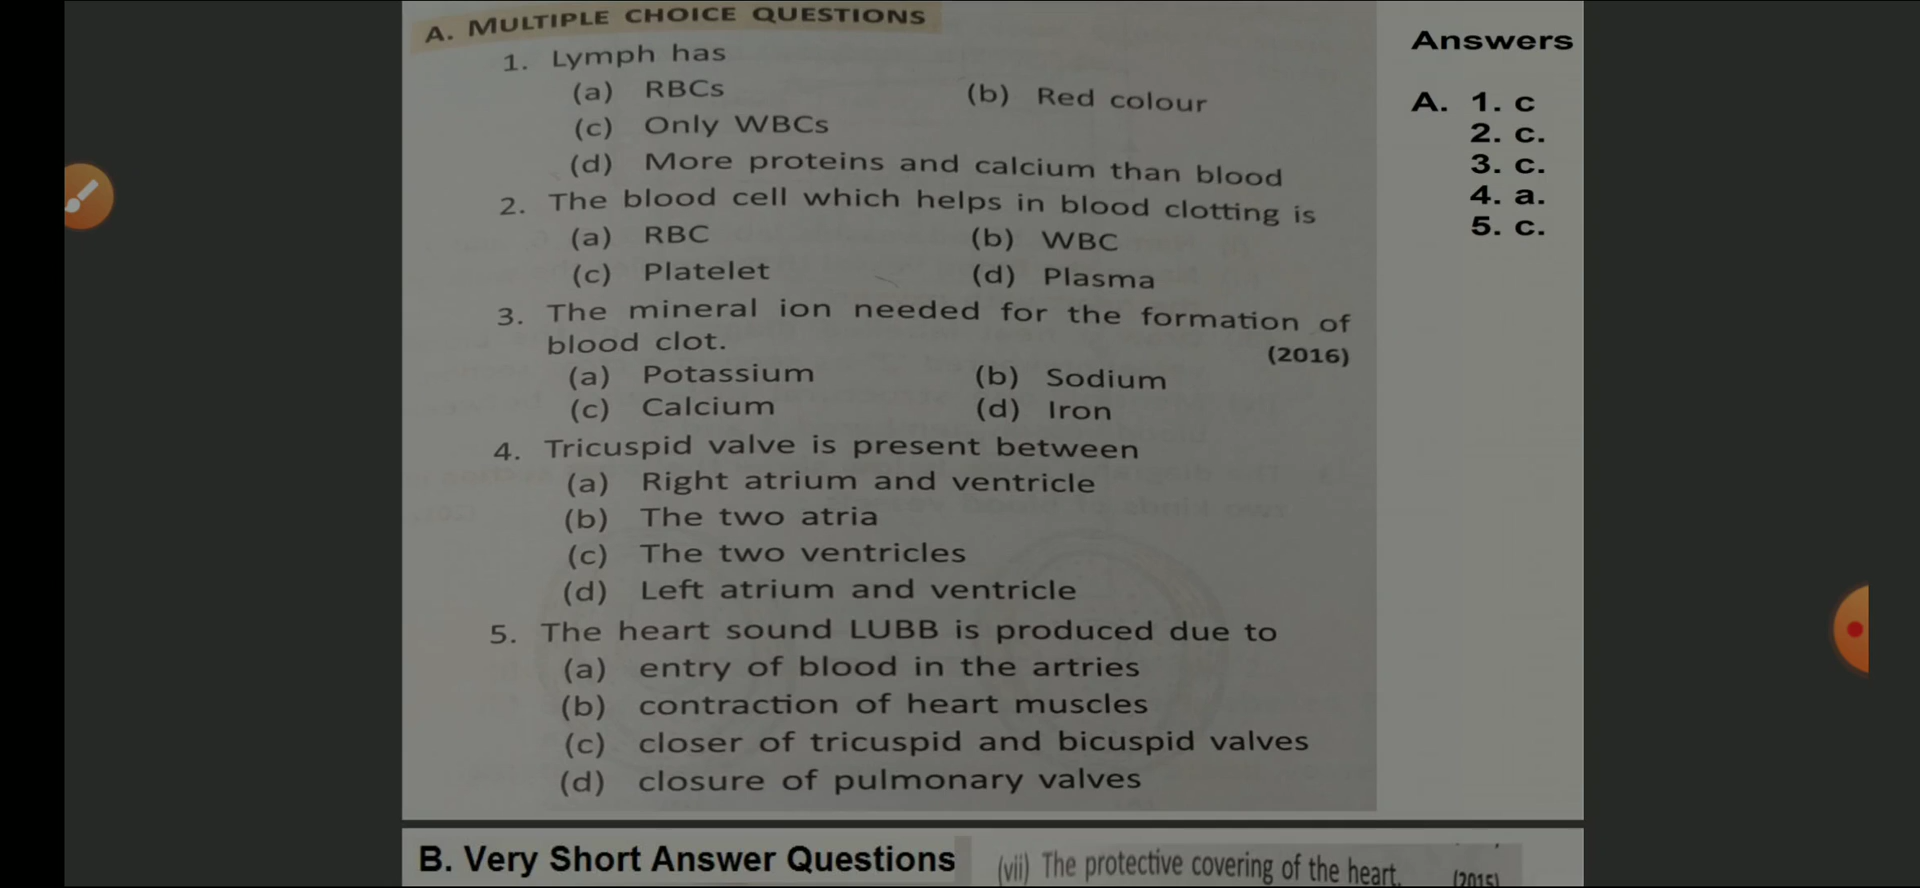 A. MULTIPLE CHOICE QUESTIONS
1. Lymph has
(a) RBCs (b) Red colour
(c) Only WBCs
(d) More proteins and calcium than blood
2. The blood cell which helps in blood clotting is
(a) RBC (b) WBC
(c) Platelet (d) Plasma
3. The mineral ion needed for the formation of
blood clot. (2016)
(a) Potassium (b) Sodium
(c) Calcium (d) Iron
4. Tricuspid valve is present between
(a) Right atrium and ventricle
(b) The two atria
(c) The two ventricles
(d) Left atrium and ventricle
5. The heart sound LUBB is produced due to
(a) entry of blood in the artries
(b) contraction of heart muscles
(c) closer of tricuspid and bicuspid valves
(d) closure of pulmonary valves
Answers
A. 1. c
2. c.
3. c.
4. a.
5. c.
B. Very Short Answer Questions
(vii) The protective covering of the heart. (2015)